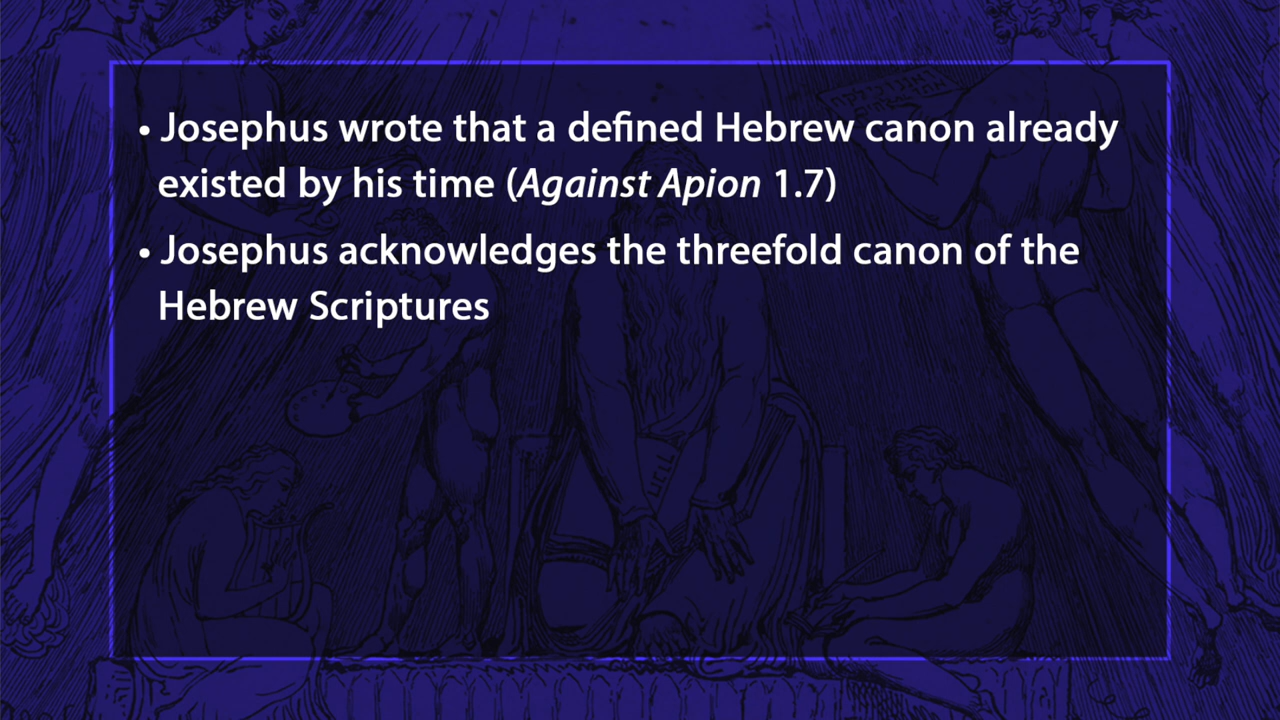 • Josephus wrote that a defined Hebrew canon already
existed by his time (Against Apion 1.7)
• Josephus acknowledges the threefold canon of the
Hebrew Scriptures